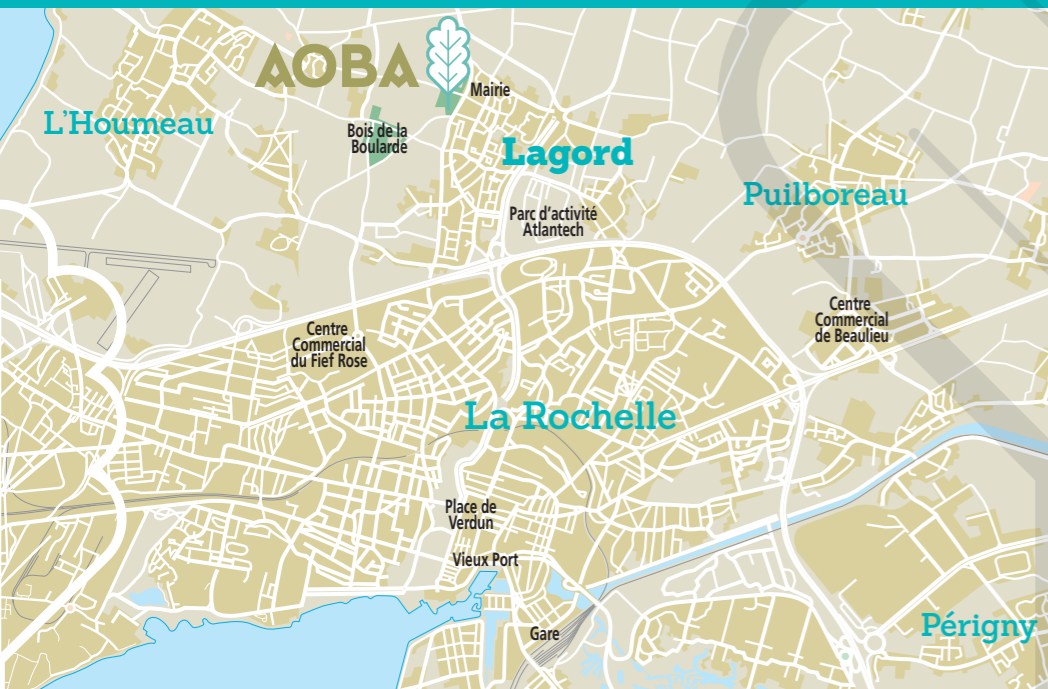 AOBA
Mairie
L'Houmeau
Bois de la
Boularde
Lagord
Puilboreau
Parc d'activité
Atlantech
Centre
Commercial
de Beaulieu
Centre
Commercial
du Fief Rose
La Rochelle
Place de
Verdun
Vieux Port
Gare
Périgny